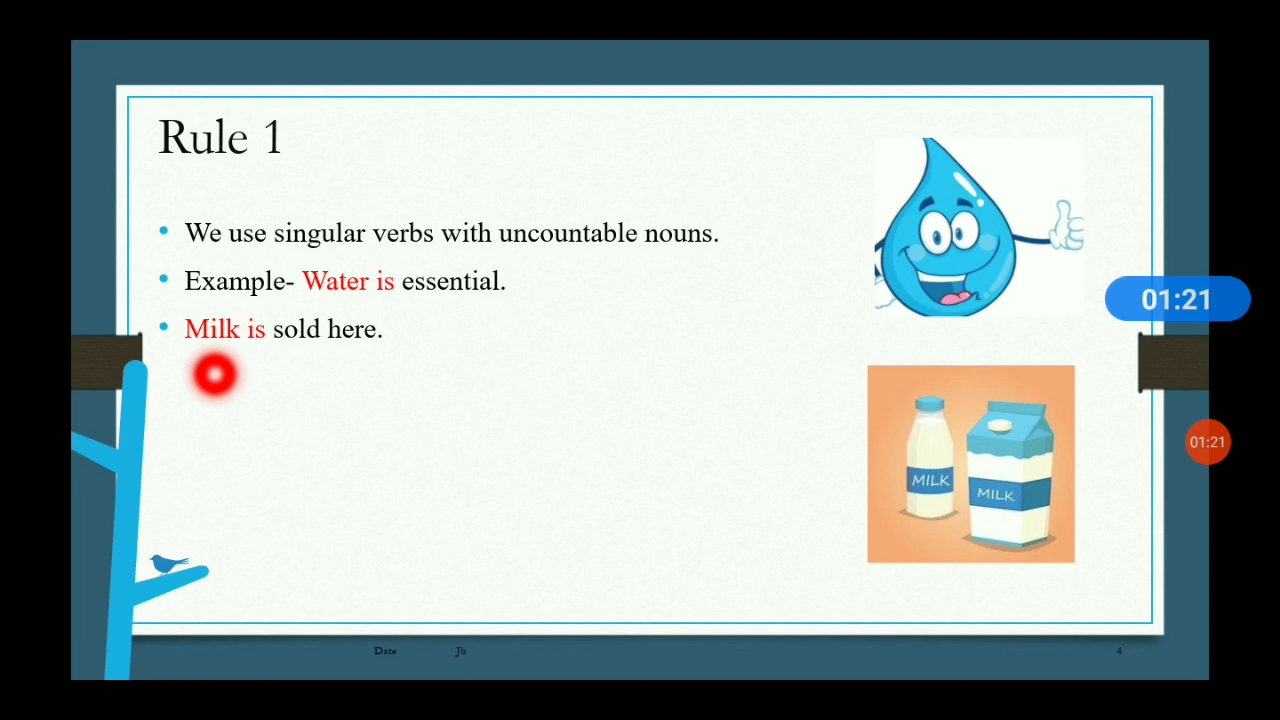 Rule 1
We use singular verbs with uncountable nouns.
Example- Water is essential.
Milk is sold here.
01:21
01:21
MILK
MILK
Date
Jb
4